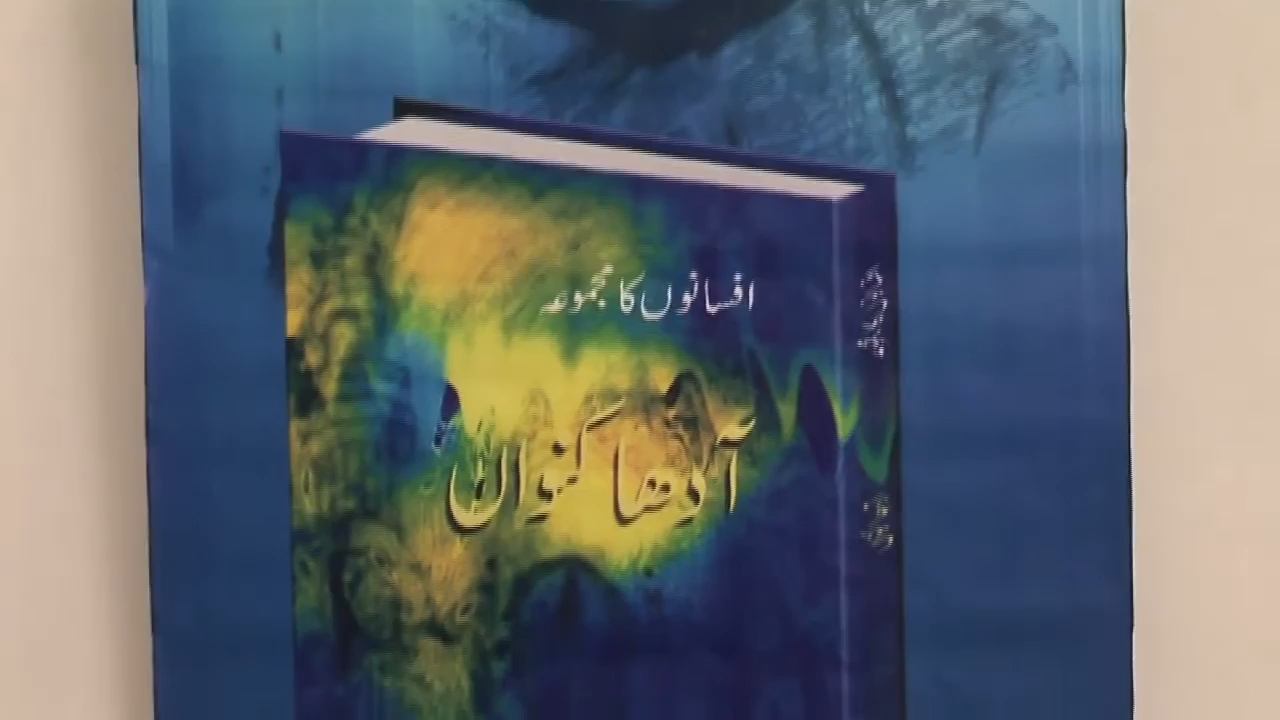 افسانوں کا مجموعہ
آدھا کنواں